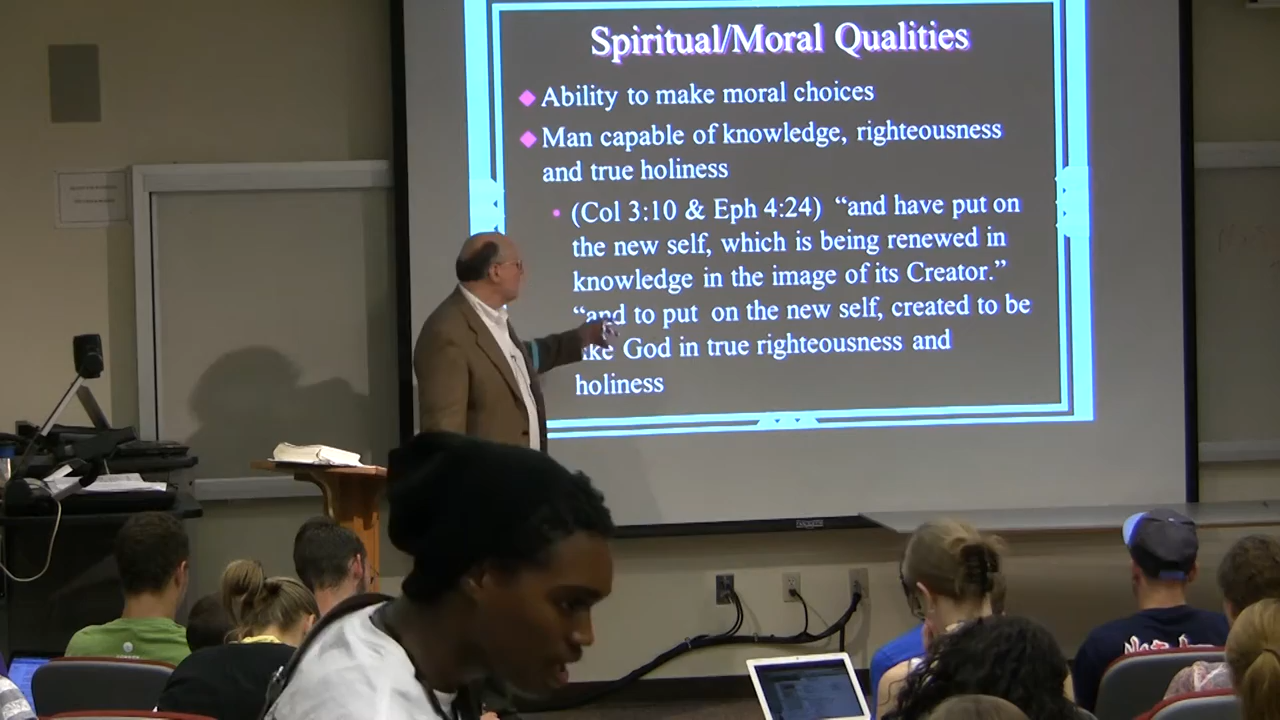 Spiritual/Moral Qualities
Ability to make moral choices
Man capable of knowledge, righteousness
and true holiness
(Col 3:10 & Eph 4:24) “and have put on
the new self, which is being renewed in
knowledge in the image of its Creator.”
“and to put on the new self, created to be
ike God in true righteousness and
holiness